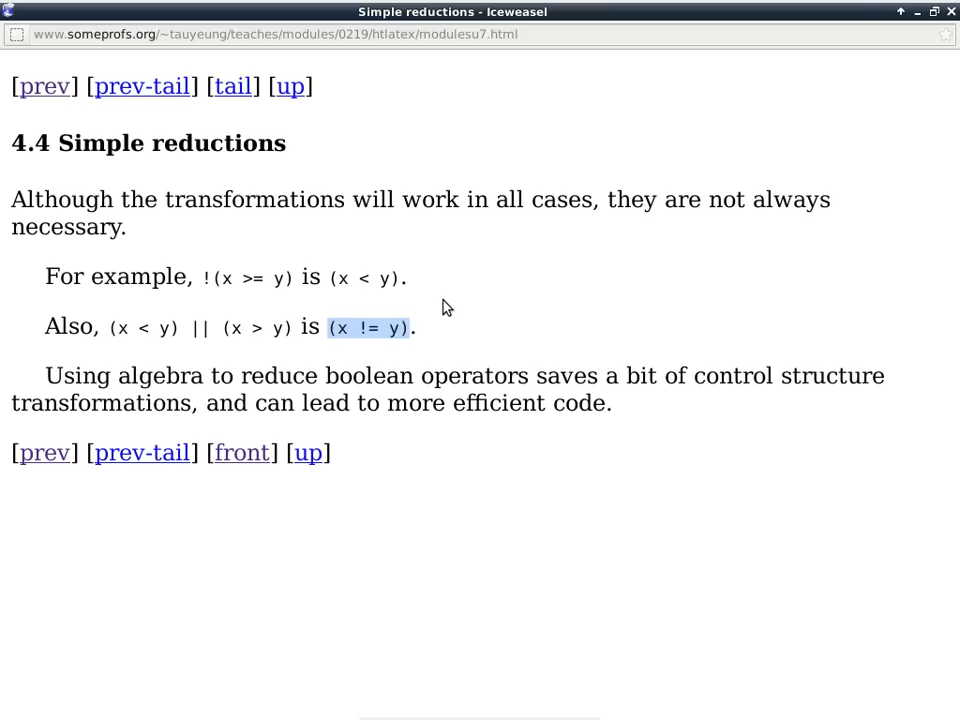 Simple reductions - Iceweasel
www.someprofs.org/~tauyeung/teaches/modules/0219/htlatex/modulesu7.html
[prev] [prev-tail] [tail] [up]
4.4 Simple reductions
Although the transformations will work in all cases, they are not always
necessary.
For example, !(x >= y) is (x < y).
Also, (x < y) || (x > y) is (x != y).
Using algebra to reduce boolean operators saves a bit of control structure
transformations, and can lead to more efficient code.
[prev] [prev-tail] [front] [up]